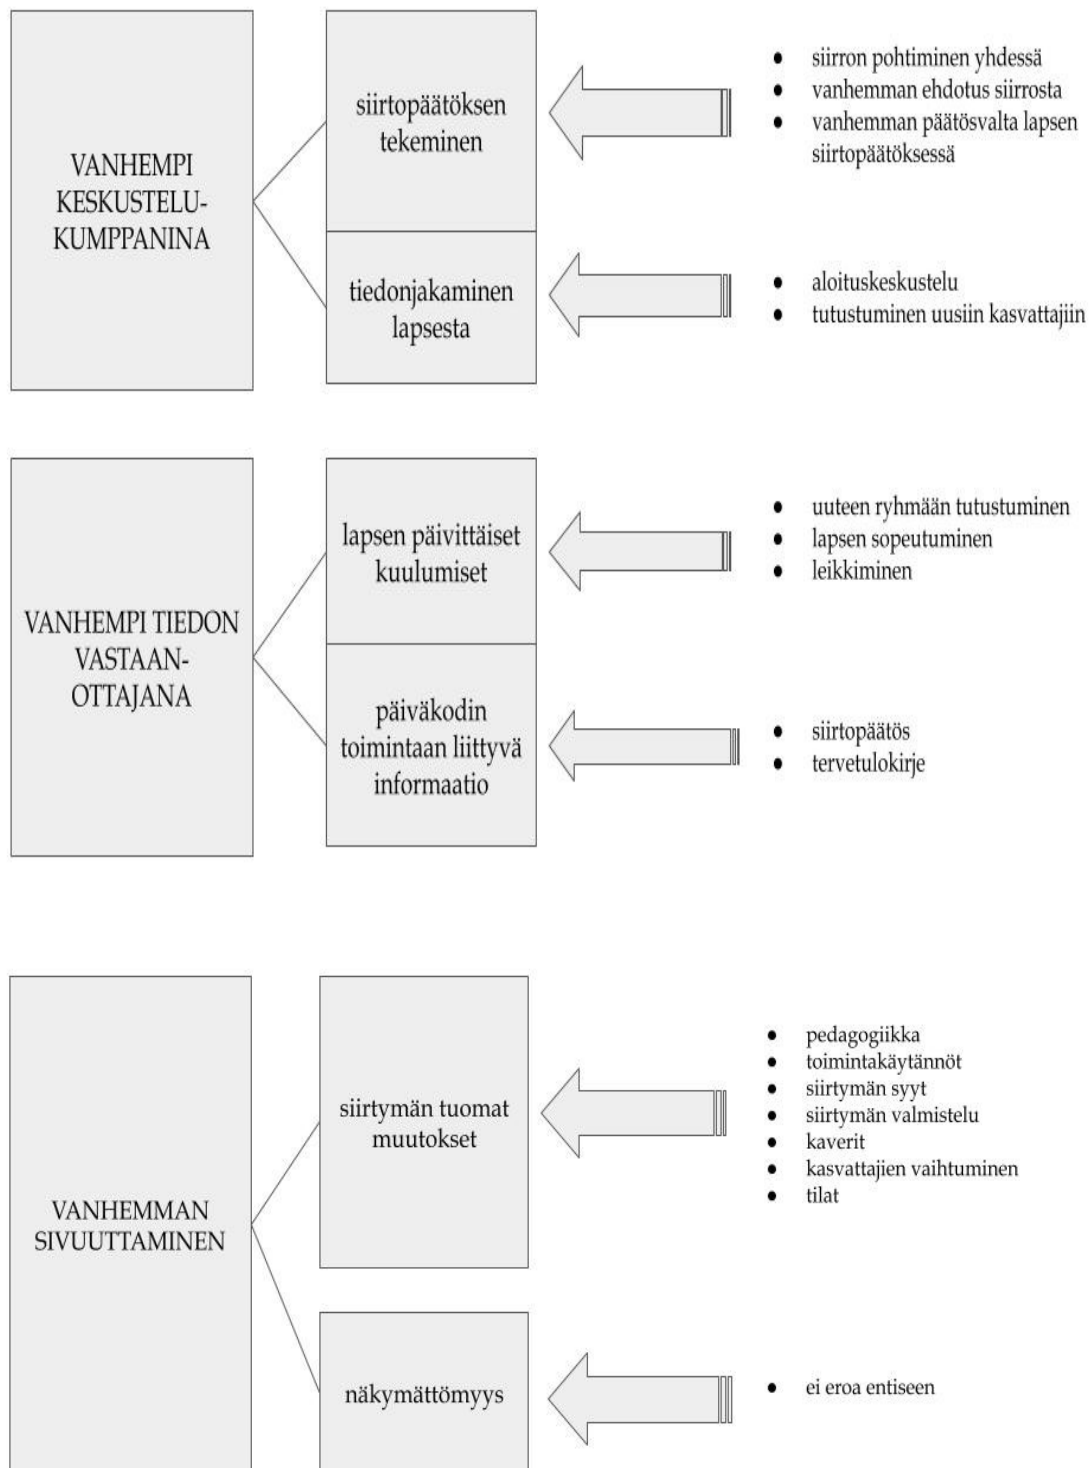 VANHEMPI
KESKUSTELU-
KUMPPANINA
siirtopäätöksen
tekeminen
• siirron pohtiminen yhdessä
• vanhemman ehdotus siirrosta
• vanhemman päätösvalta lapsen
siirtopäätöksessä
tiedonjakaminen
lapsesta
• aloituskeskustelu
• tutustuminen uusiin kasvattajiin
VANHEMPI TIEDON
VASTAAN-
OTTAJANA
lapsen päivittäiset
kuulumiset
• uuteen ryhmään tutustuminen
• lapsen sopeutuminen
• leikkiminen
päiväkodin
toimintaan liittyvä
informaatio
• siirtopäätös
• tervetulokirje
VANHEMMAN
SIVUUTTAMINEN
siirtymän tuomat
muutokset
• pedagogiikka
• toimintakäytännöt
• siirtymän syyt
• siirtymän valmistelu
• kaverit
• kasvattajien vaihtuminen
• tilat
näkymättömyys
• ei eroa entiseen